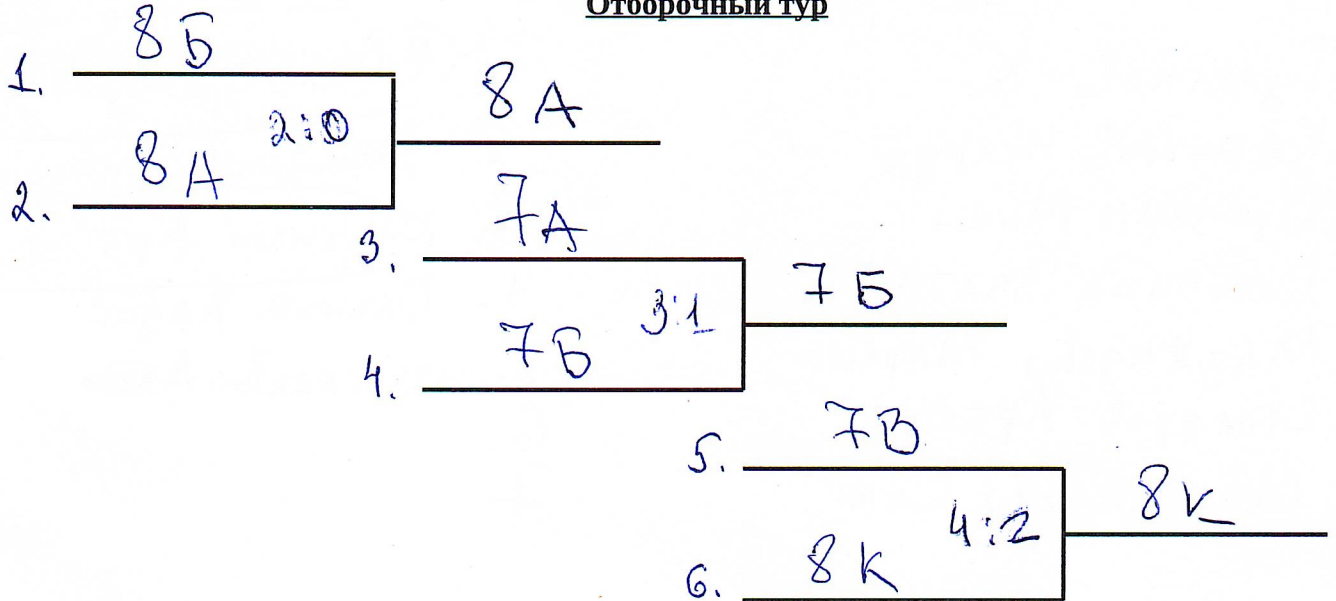 Отборочный тур
1. 8Б
2:0
8А
2. 8А
3. 7А
3:1
7Б
4. 7Б
5. 7В
4:2
8К
6. 8К